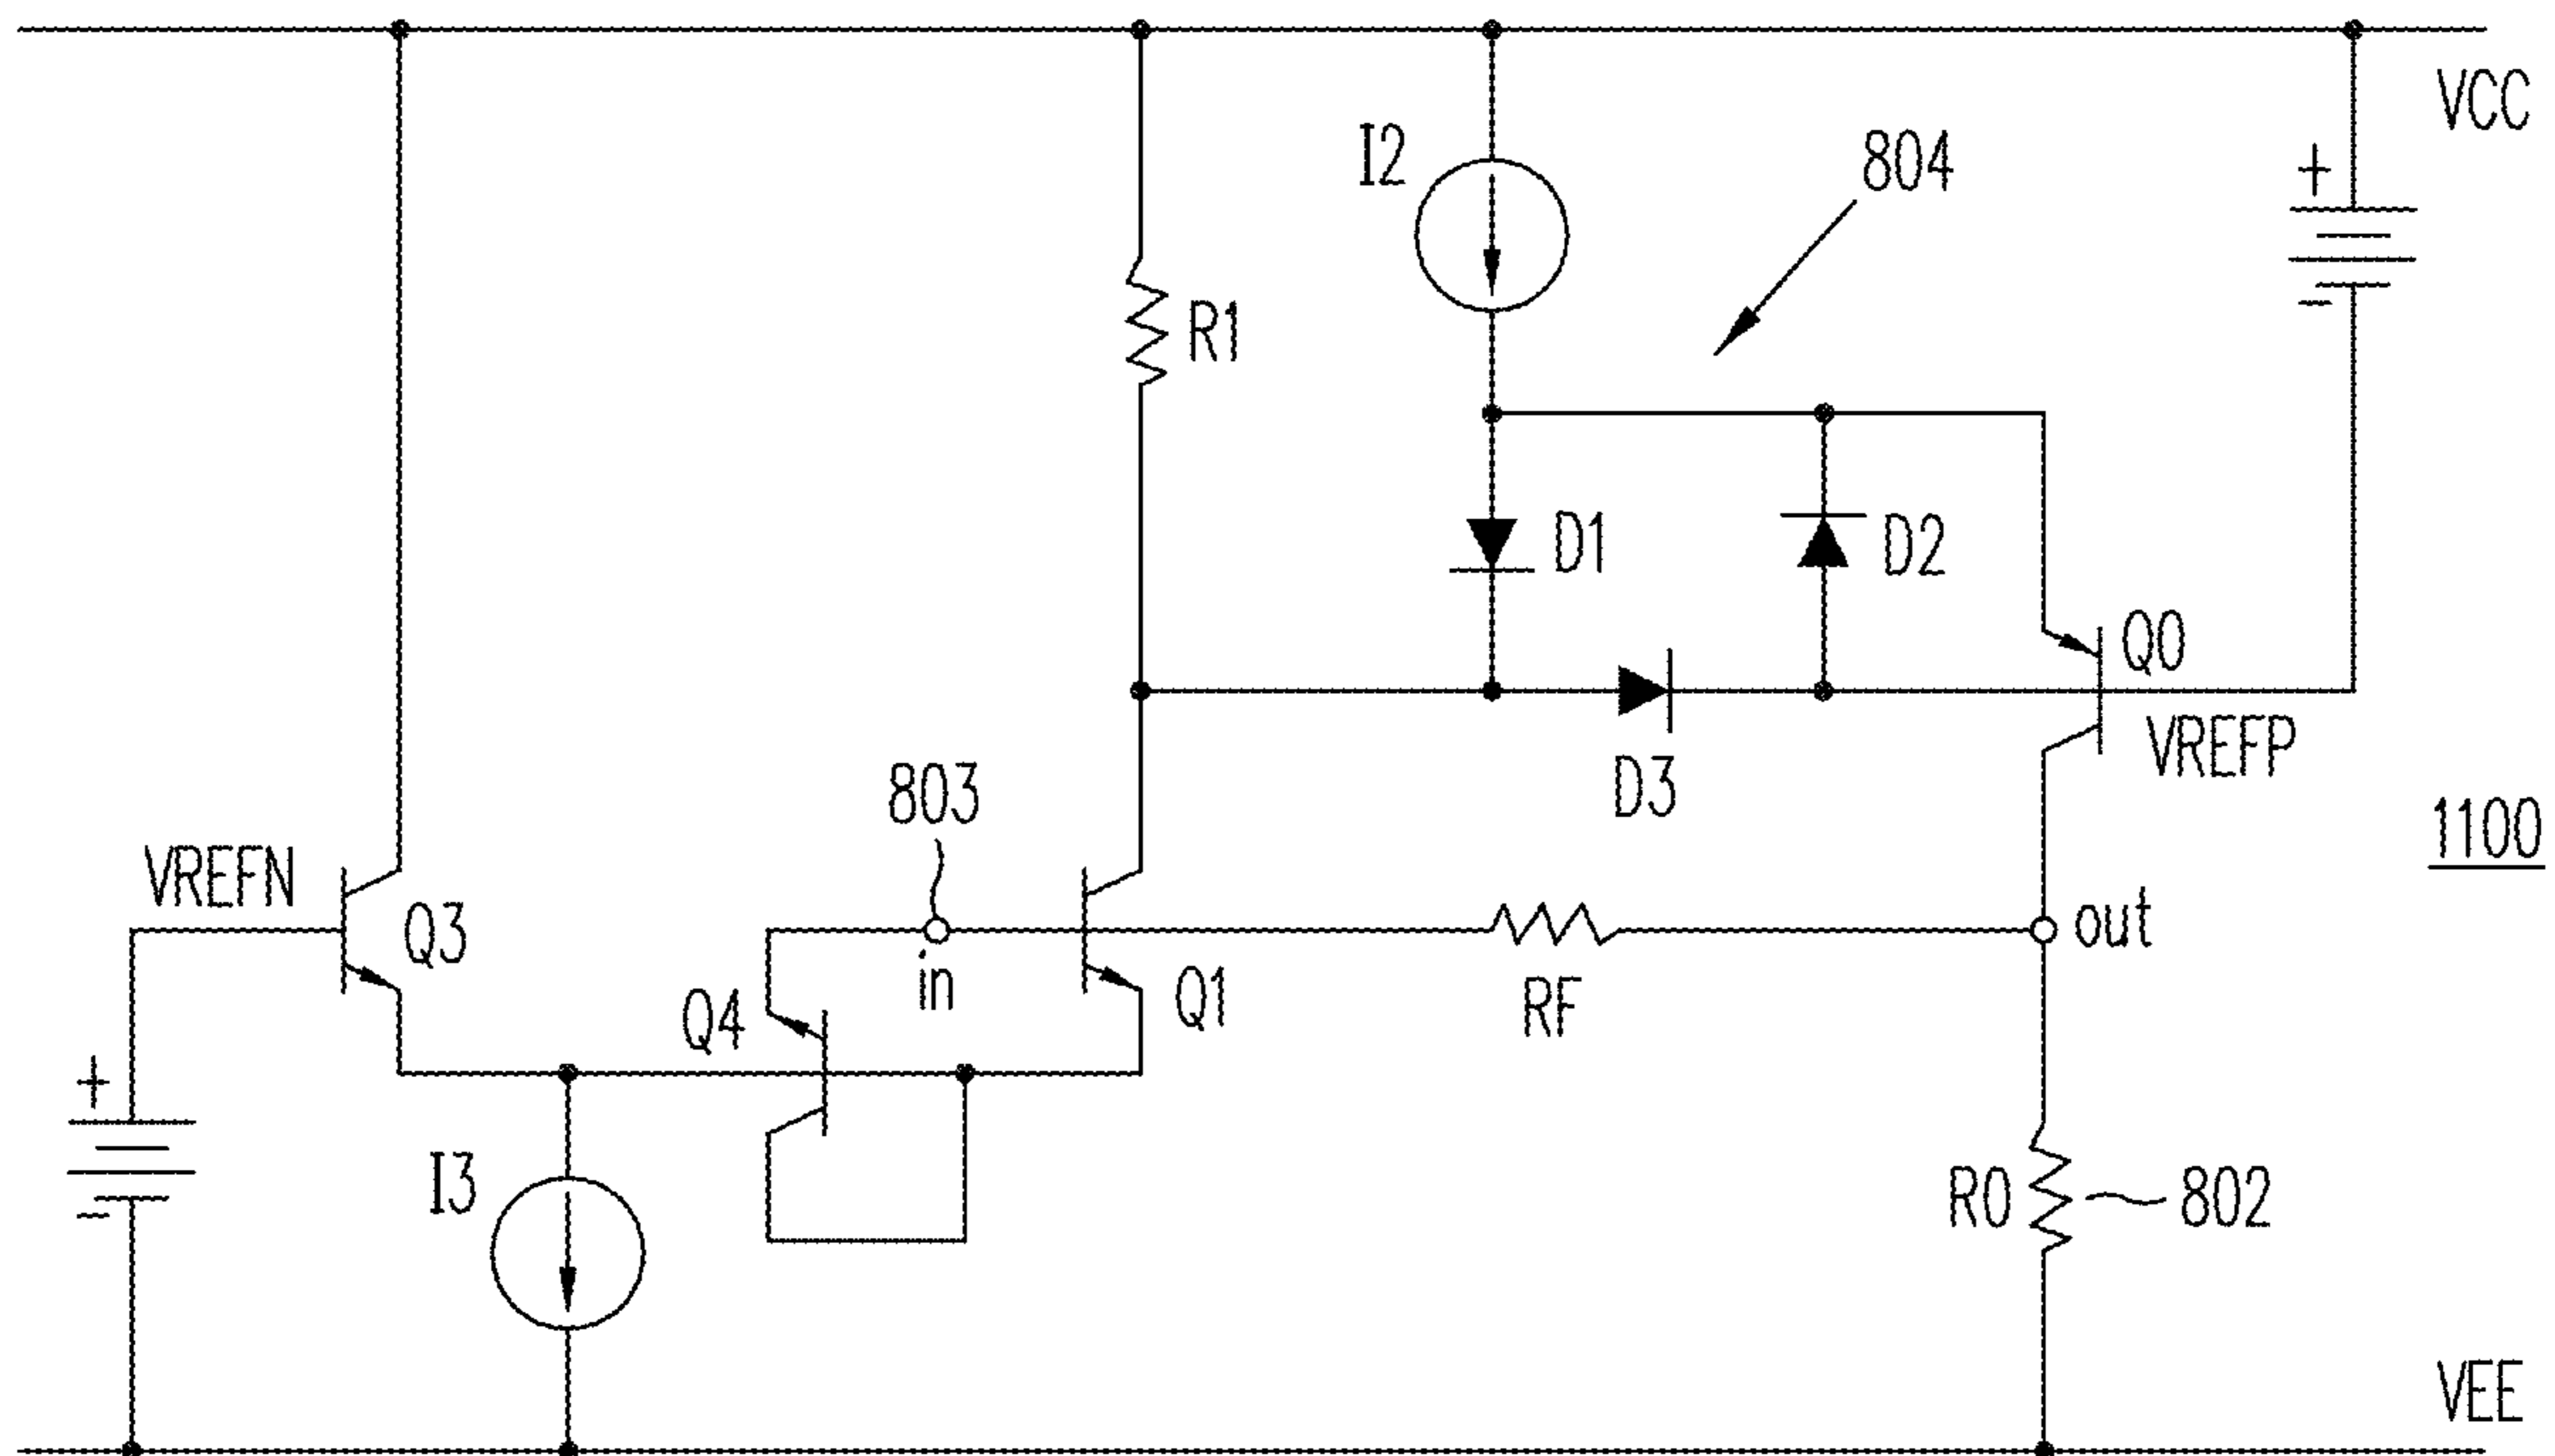 VCC
I2
804
+
R1
−
D1
D2
Q0
VREFP
D3
803
1100
VREFN
Q3
out
in
Q1
RF
Q4
+
I3
−
R0
802
VEE